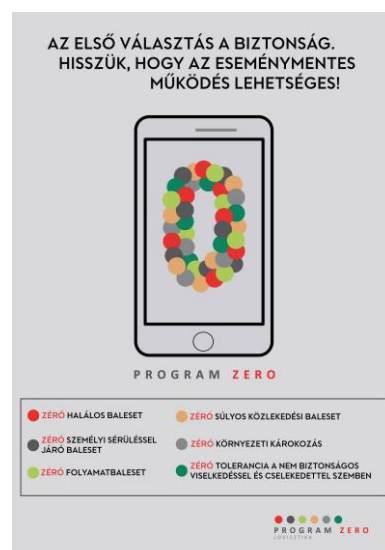 AZ ELSŐ VÁLASZTÁS A BIZTONSÁG.
HISSZÜK, HOGY AZ ESEMÉNYMENTES
MŰKÖDÉS LEHETSÉGES!
PROGRAM ZERO
ZÉRÓ HALÁLOS BALESET
ZÉRÓ SZEMÉLYI SÉRÜLÉSSEL
JÁRÓ BALESET
ZÉRÓ FOLYAMATBALESET
ZÉRÓ SÚLYOS KÖZLEKEDÉSI BALESET
ZÉRÓ KÖRNYEZETI KÁROKOZÁS
ZÉRÓ TOLERANCIA A NEM BIZTONSÁGOS
VISELKEDÉSSEL ÉS CSELEKEDETTEL SZEMBEN
PROGRAM ZERO
LOGISZTIKA